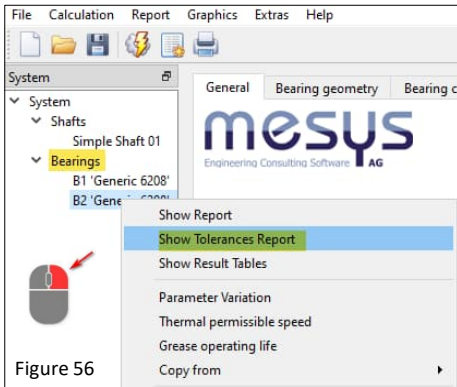 File Calculation Report Graphics Extras Help
System
General Bearing geometry Bearing c
System
Shafts
Simple Shaft 01
Bearings
B1 'Generic 6208'
B2
mesys
Engineering Consulting Software AG
Show Report
Show Tolerances Report
Show Result Tables
Parameter Variation
Thermal permissible speed
Grease operating life
Copy from
Figure 56